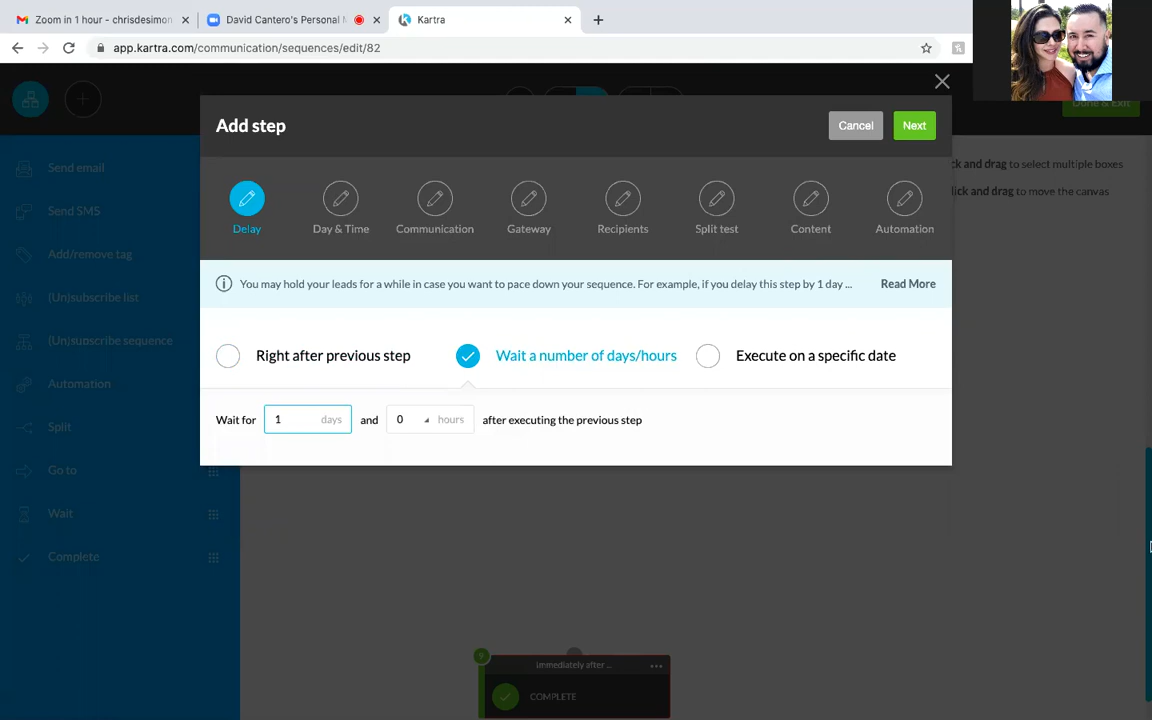 Zoom in 1 hour - chrisdesimon
David Cantero's Personal M
Kartra
app.kartra.com/communication/sequences/edit/82
Done & Exit
Add step
Cancel
Next
Send email
Send SMS
Add/remove tag
(Un)subscribe list
(Un)subscribe sequence
Automation
Split
Go to
Wait
Complete
ck and drag to select multiple boxes
lick and drag to move the canvas
Delay
Day & Time
Communication
Gateway
Recipients
Split test
Content
Automation
You may hold your leads for a while in case you want to pace down your sequence. For example, if you delay this step by 1 day ...
Read More
Right after previous step
Wait a number of days/hours
Execute on a specific date
Wait for 1 days and 0 hours after executing the previous step
Immediately after ...
COMPLETE